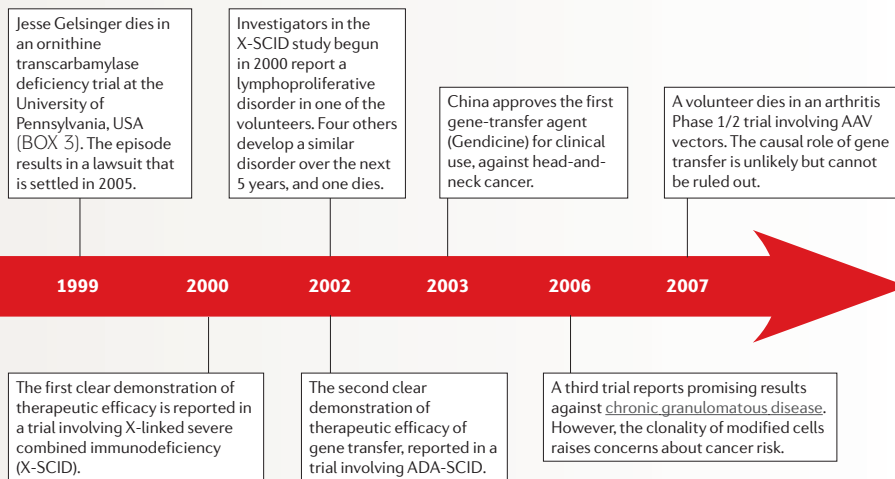 Jesse Gelsinger dies in
an ornithine
transcarbamylase
deficiency trial at the
University of
Pennsylvania, USA
(BOX 3). The episode
results in a lawsuit that
is settled in 2005.
Investigators in the
X-SCID study begun
in 2000 report a
lymphoproliferative
disorder in one of the
volunteers. Four others
develop a similar
disorder over the next
5 years, and one dies.
China approves the first
gene-transfer agent
(Gendicine) for clinical
use, against head-and-
neck cancer.
A volunteer dies in an arthritis
Phase 1/2 trial involving AAV
vectors. The causal role of gene
transfer is unlikely but cannot
be ruled out.
1999 2000 2002 2003 2006 2007
The first clear demonstration of
therapeutic efficacy is reported in
a trial involving X-linked severe
combined immunodeficiency
(X-SCID).
The second clear
demonstration of
therapeutic efficacy of
gene transfer, reported in a
trial involving ADA-SCID.
A third trial reports promising results
against chronic granulomatous disease.
However, the clonality of modified cells
raises concerns about cancer risk.